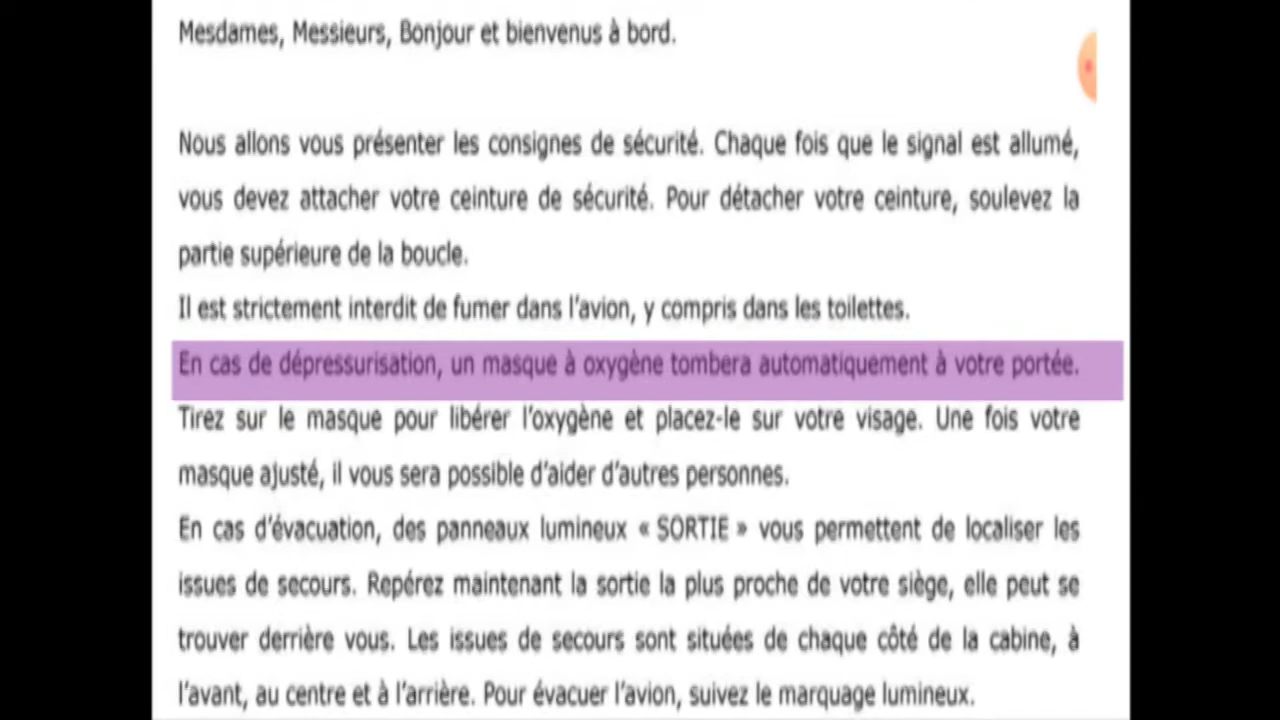 Mesdames, Messieurs, Bonjour et bienvenus à bord.
Nous allons vous présenter les consignes de sécurité. Chaque fois que le signal est allumé,
vous devez attacher votre ceinture de sécurité. Pour détacher votre ceinture, soulevez la
partie supérieure de la boucle.
Il est strictement interdit de fumer dans l'avion, y compris dans les toilettes.
En cas de dépressurisation, un masque à oxygène tombera automatiquement à votre portée.
Tirez sur le masque pour libérer l'oxygène et placez-le sur votre visage. Une fois votre
masque ajusté, il vous sera possible d'aider d'autres personnes.
En cas d'évacuation, des panneaux lumineux « SORTIE » vous permettent de localiser les
issues de secours. Repérez maintenant la sortie la plus proche de votre siège, elle peut se
trouver derrière vous. Les issues de secours sont situées de chaque côté de la cabine, à
l'avant, au centre et à l'arrière. Pour évacuer l'avion, suivez le marquage lumineux.